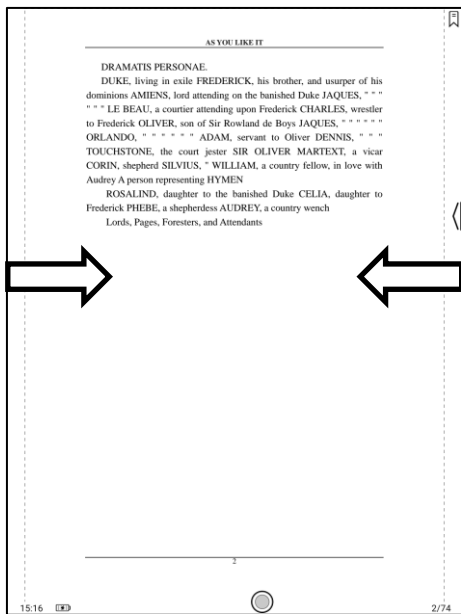 AS YOU LIKE IT
DRAMATIS PERSONAE.
DUKE, living in exile FREDERICK, his brother, and usurper of his
dominions AMIENS, lord attending on the banished Duke JAQUES, " " "
" " " LE BEAU, a courtier attending upon Frederick CHARLES, wrestler
to Frederick OLIVER, son of Sir Rowland de Boys JAQUES, " " " " " "
ORLANDO, " " " " " " ADAM, servant to Oliver DENNIS, " " "
TOUCHSTONE, the court jester SIR OLIVER MARTEXT, a vicar
CORIN, shepherd SILVIUS, " WILLIAM, a country fellow, in love with
Audrey A person representing HYMEN
ROSALIND, daughter to the banished Duke CELIA, daughter to
Frederick PHEBE, a shepherdess AUDREY, a country wench
Lords, Pages, Foresters, and Attendants
2
15:16 2/74